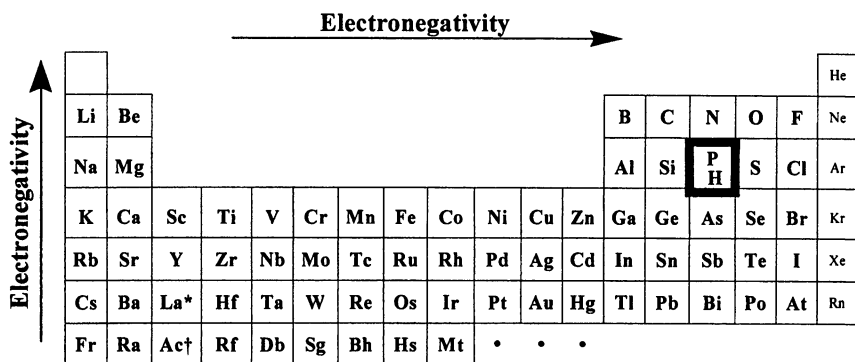 Electronegativity
Electronegativity
He
Li Be B C N O F Ne
Na Mg Al Si P H S Cl Ar
K Ca Sc Ti V Cr Mn Fe Co Ni Cu Zn Ga Ge As Se Br Kr
Rb Sr Y Zr Nb Mo Tc Ru Rh Pd Ag Cd In Sn Sb Te I Xe
Cs Ba La* Hf Ta W Re Os Ir Pt Au Hg Tl Pb Bi Po At Rn
Fr Ra Ac† Rf Db Sg Bh Hs Mt • • •